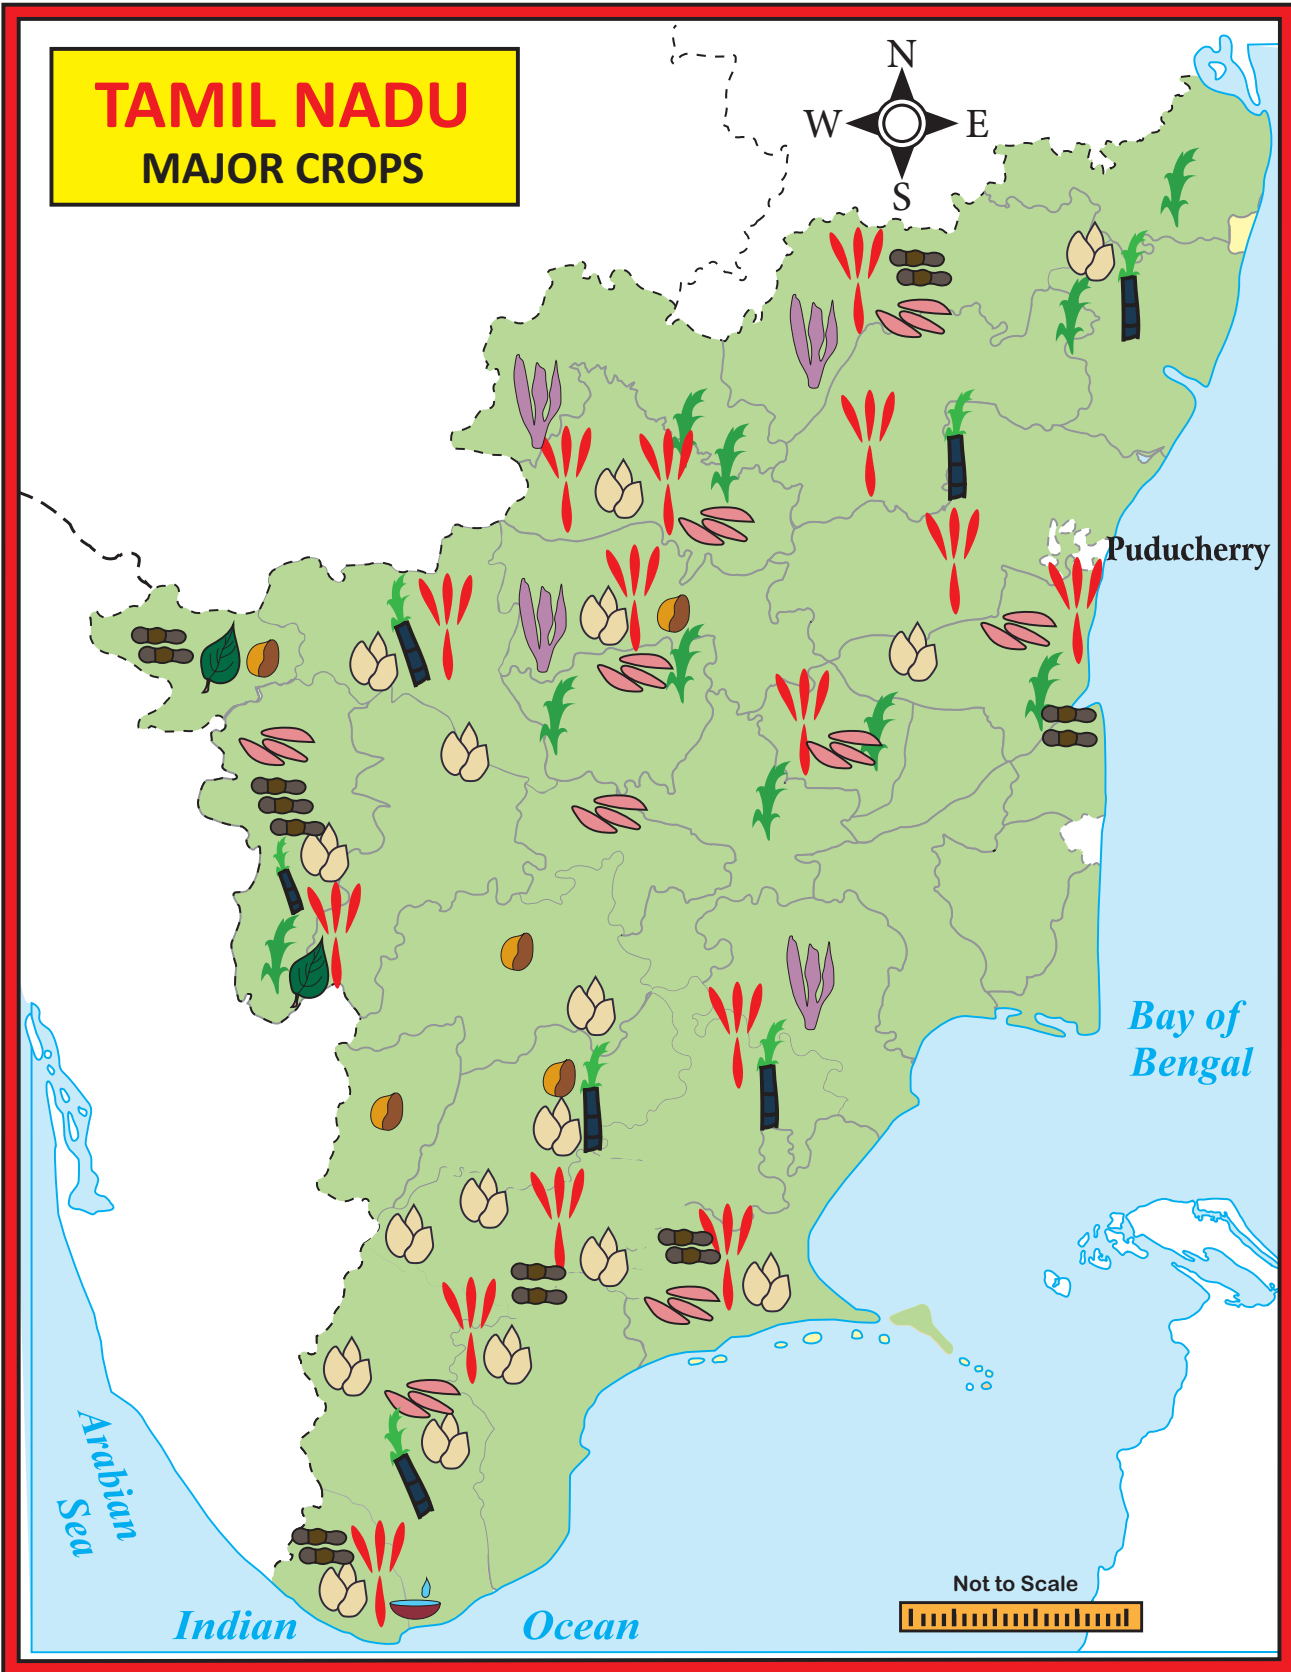 TAMIL NADU
MAJOR CROPS
N
W
E
S
Puducherry
Bay of
Bengal
Arabian
Sea
Not to Scale
Indian
Ocean